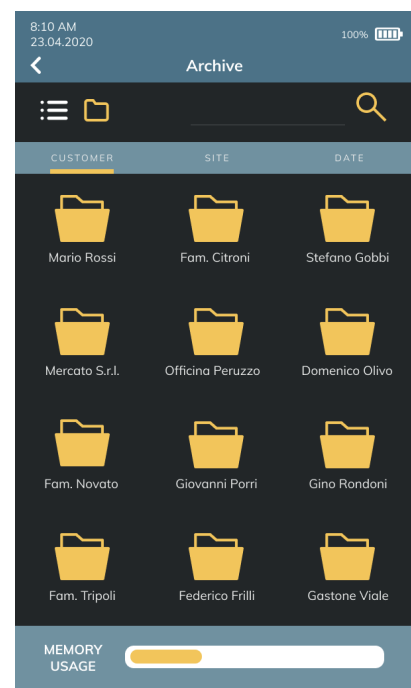 8:10 AM
23.04.2020
100%
Archive
CUSTOMER SITE DATE
Mario Rossi Fam. Citroni Stefano Gobbi
Mercato S.r.l. Officina Peruzzo Domenico Olivo
Fam. Novato Giovanni Porri Gino Rondoni
Fam. Tripoli Federico Frilli Gastone Viale
MEMORY
USAGE